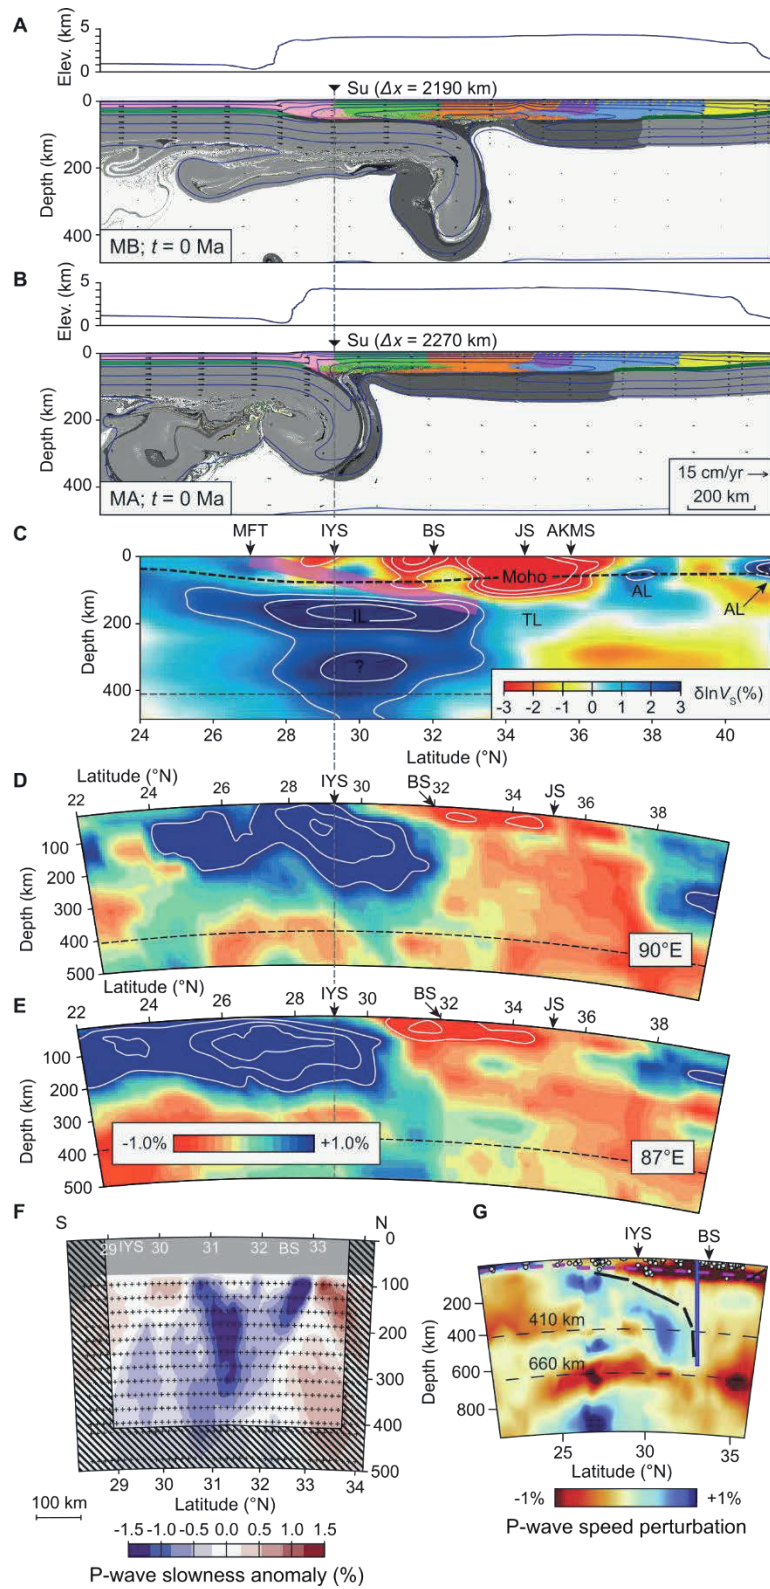 A
Elev. (km)
5
0
Su (Δx = 2190 km)
Depth (km)
0
200
400
MB; t = 0 Ma
B
Elev. (km)
5
0
Su (Δx = 2270 km)
Depth (km)
0
200
400
MA; t = 0 Ma
15 cm/yr
200 km
C
MFT IYS BS JS AKMS
Depth (km)
0
200
400
Moho
IL
?
TL
AL
AL
-3 -2 -1 0 1 2 3
δlnVS(%)
24 26 28 30 32 34 36 38 40
Latitude (°N)
D
Latitude (°N)
IYS BS JS
22 24 26 28 30 32 34 36 38
Depth (km)
100
200
300
400
500
90°E
E
Latitude (°N)
IYS BS JS
22 24 26 28 30 32 34 36 38
Depth (km)
100
200
300
400
500
-1.0% +1.0%
87°E
F
S N
29 IYS 30 31 32 BS 33
0
100
200
300
400
500
Depth (km)
29 30 31 32 33 34
Latitude (°N)
100 km
-1.5 -1.0 -0.5 0.0 0.5 1.0 1.5
P-wave slowness anomaly (%)
G
IYS BS
Depth (km)
200
400
600
800
410 km
660 km
25 30 35
Latitude (°N)
-1% +1%
P-wave speed perturbation